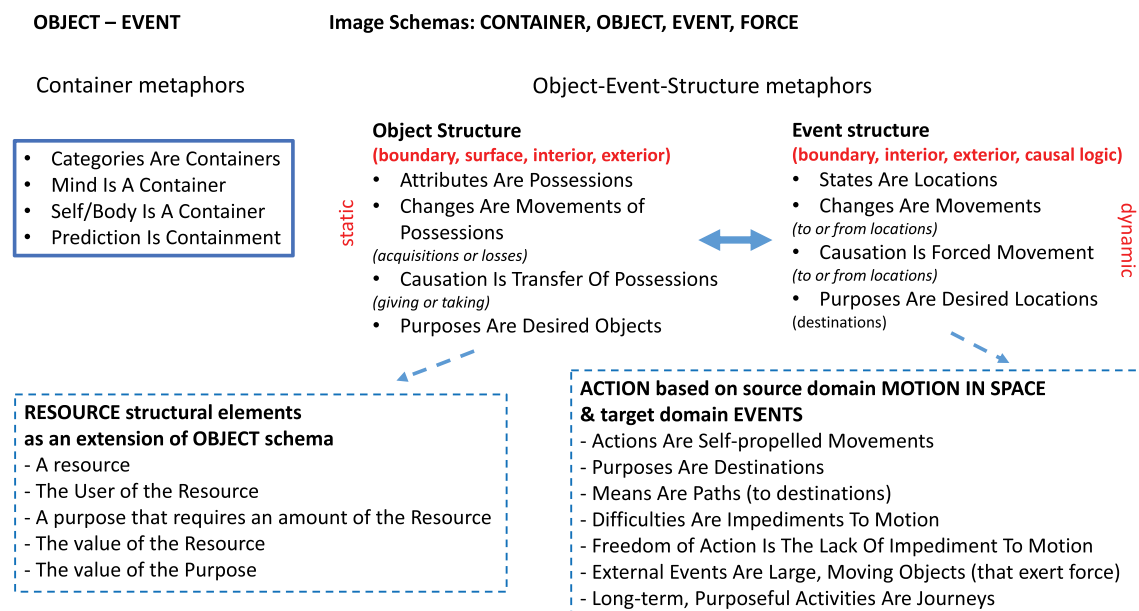 OBJECT – EVENT
Image Schemas: CONTAINER, OBJECT, EVENT, FORCE
Container metaphors
Object-Event-Structure metaphors
• Categories Are Containers
• Mind Is A Container
• Self/Body Is A Container
• Prediction Is Containment
static
Object Structure
(boundary, surface, interior, exterior)
• Attributes Are Possessions
• Changes Are Movements of
Possessions
(acquisitions or losses)
• Causation Is Transfer Of Possessions
(giving or taking)
• Purposes Are Desired Objects
Event structure
(boundary, interior, exterior, causal logic)
• States Are Locations
• Changes Are Movements
(to or from locations)
• Causation Is Forced Movement
(to or from locations)
• Purposes Are Desired Locations
(destinations)
dynamic
RESOURCE structural elements
as an extension of OBJECT schema
- A resource
- The User of the Resource
- A purpose that requires an amount of the Resource
- The value of the Resource
- The value of the Purpose
ACTION based on source domain MOTION IN SPACE
& target domain EVENTS
- Actions Are Self-propelled Movements
- Purposes Are Destinations
- Means Are Paths (to destinations)
- Difficulties Are Impediments To Motion
- Freedom of Action Is The Lack Of Impediment To Motion
- External Events Are Large, Moving Objects (that exert force)
- Long-term, Purposeful Activities Are Journeys